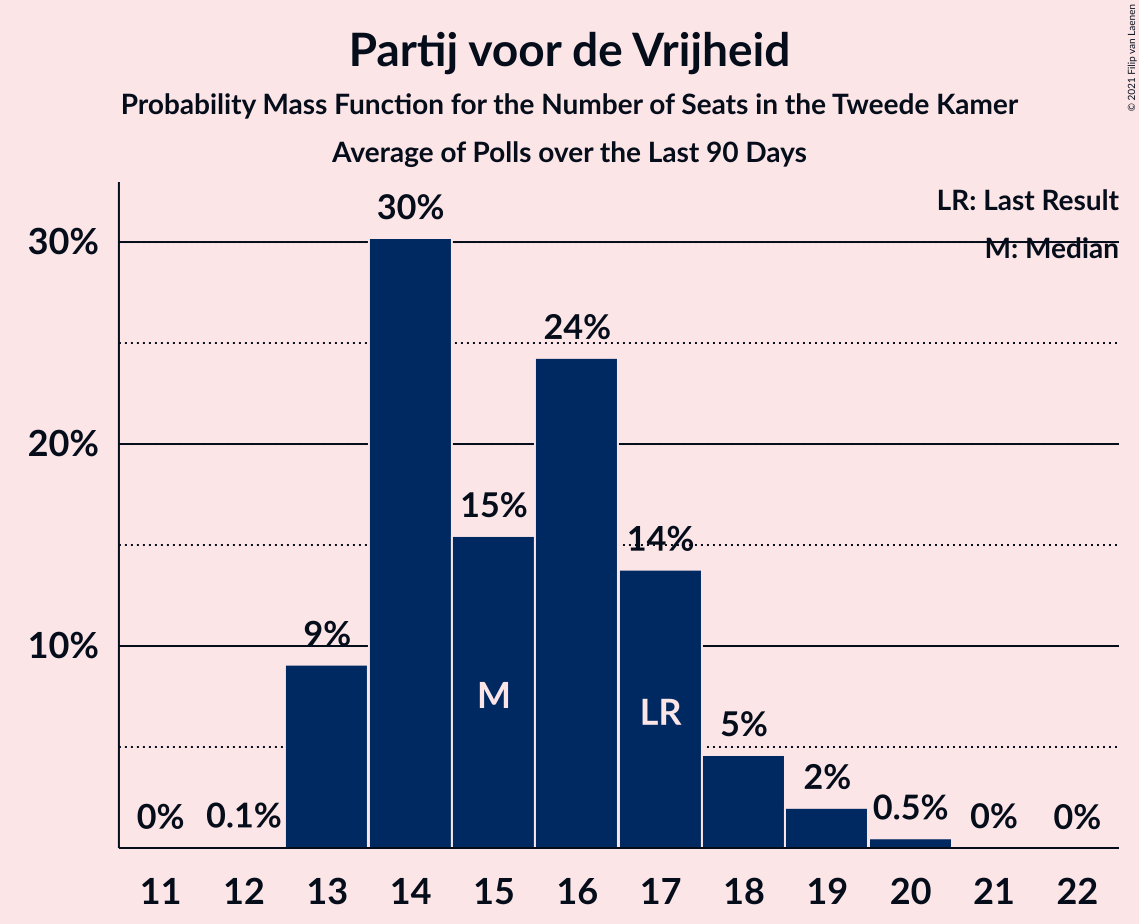 Partij voor de Vrijheid
Probability Mass Function for the Number of Seats in the Tweede Kamer
Average of Polls over the Last 90 Days
© 2021 Filip van Laenen
LR: Last Result
M: Median
30%
20%
10%
0%
0.1%
9%
30%
15%
24%
14%
5%
2%
0.5%
0%
0%
M
LR
11 12 13 14 15 16 17 18 19 20 21 22